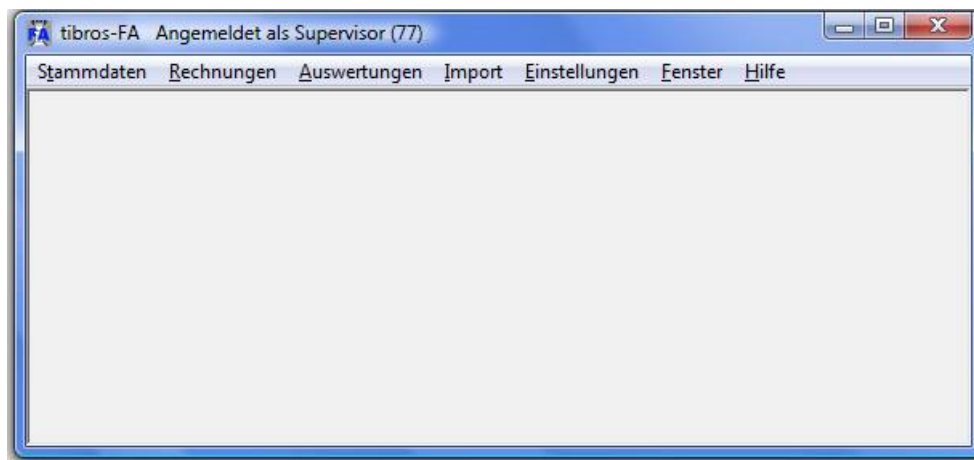 FA tibros-FA Angemeldet als Supervisor (77)
Stammdaten Rechnungen Auswertungen Import Einstellungen Fenster Hilfe